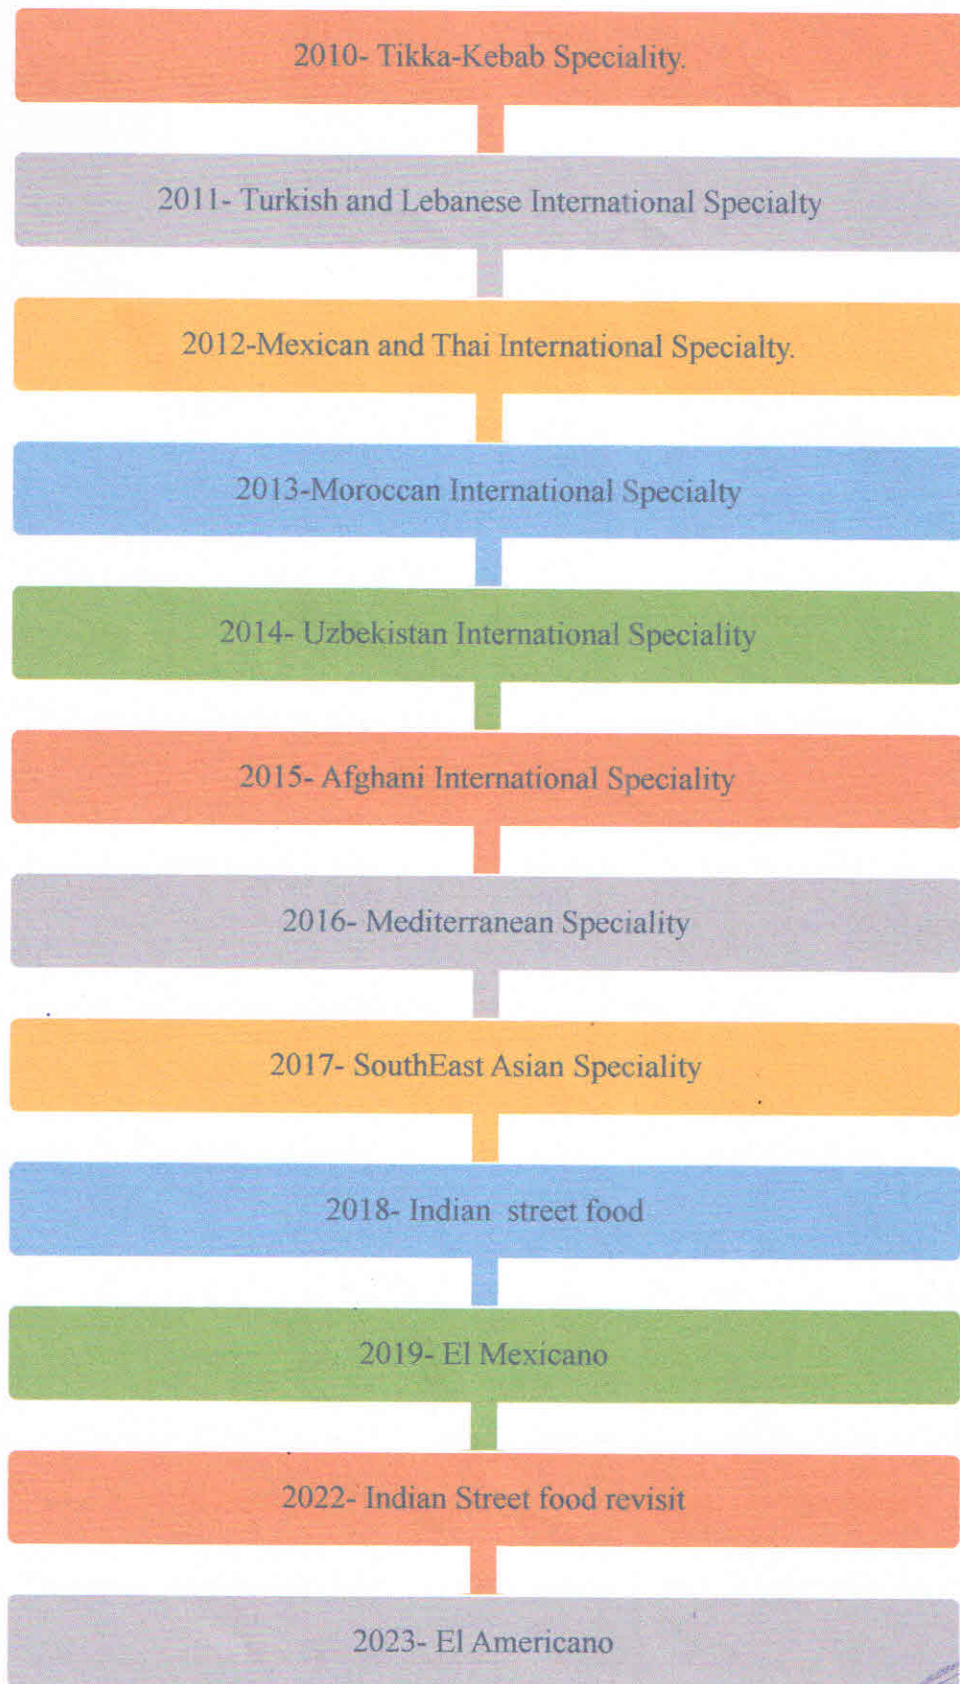 2010- Tikka-Kebab Speciality.
2011- Turkish and Lebanese International Specialty
2012-Mexican and Thai International Specialty.
2013-Moroccan International Specialty
2014- Uzbekistan International Speciality
2015- Afghani International Speciality
2016- Mediterranean Speciality
2017- SouthEast Asian Speciality
2018- Indian  street food
2019- El Mexicano
2022- Indian Street food revisit
2023- El Americano